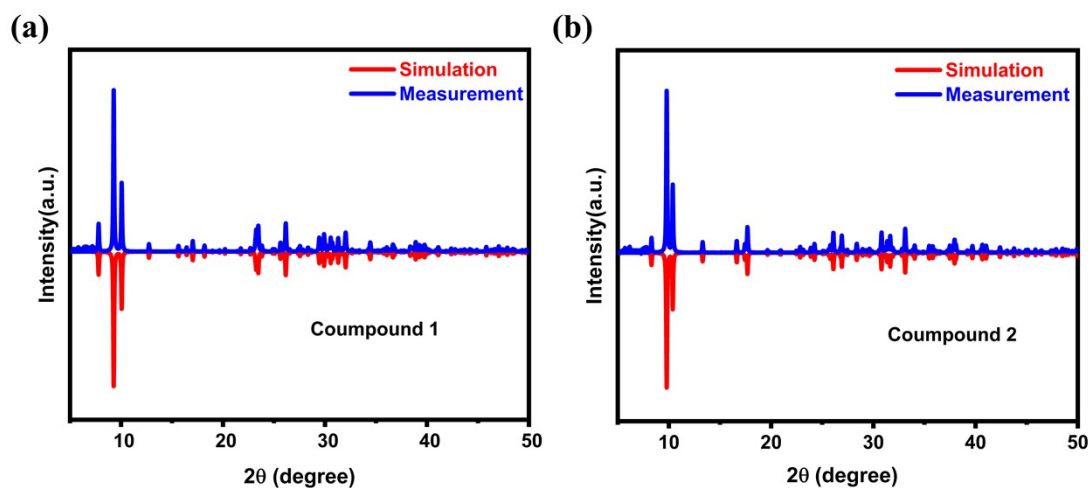 (a)
Simulation
Measurement
Intensity(a.u.)
Coumpound 1
10
20
30
40
50
2θ (degree)
(b)
Simulation
Measurement
Intensity(a.u.)
Coumpound 2
10
20
30
40
50
2θ (degree)